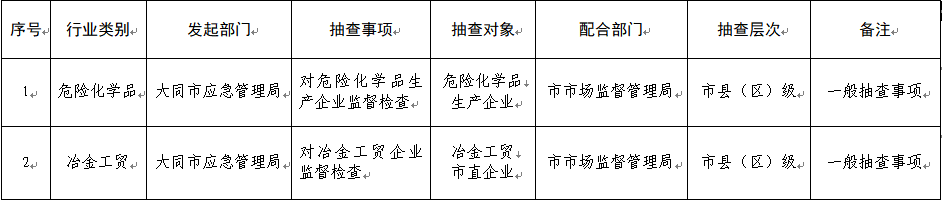 序号 行业类别 发起部门 抽查事项 抽查对象 配合部门 抽查层次 备注
1 危险化学品 大同市应急管理局 对危险化学品生产企业监督检查 危险化学品生产企业 市市场监督管理局 市县（区）级 一般抽查事项
2 冶金工贸 大同市应急管理局 对冶金工贸企业监督检查 冶金工贸市直企业 市市场监督管理局 市县（区）级 一般抽查事项